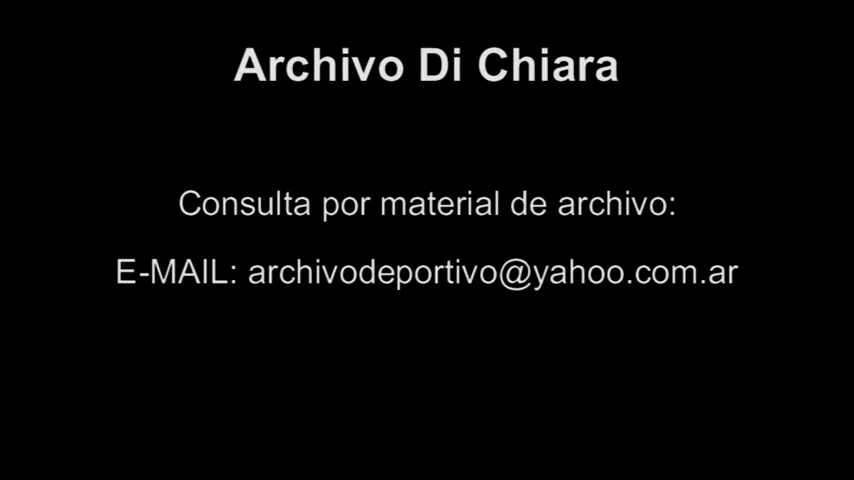 Archivo Di Chiara
Consulta por material de archivo:
E-MAIL: archivodeportivo@yahoo.com.ar